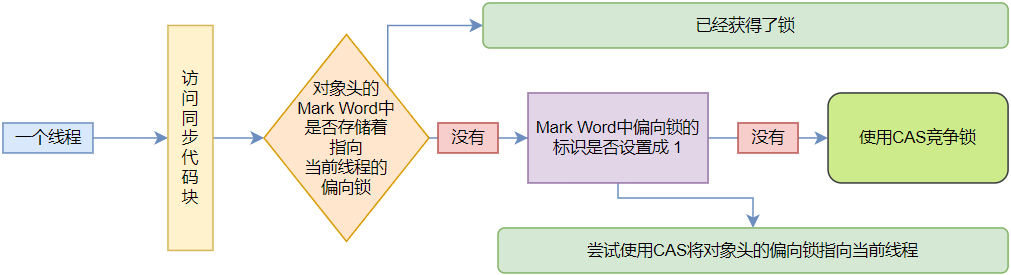 一个线程
访
问
同
步
代
码
块
对象头的
Mark Word中
是否存储着
指向
当前线程的
偏向锁
已经获得了锁
没有
Mark Word中偏向锁的
标识是否设置成 1
没有
使用CAS竞争锁
尝试使用CAS将对象头的偏向锁指向当前线程